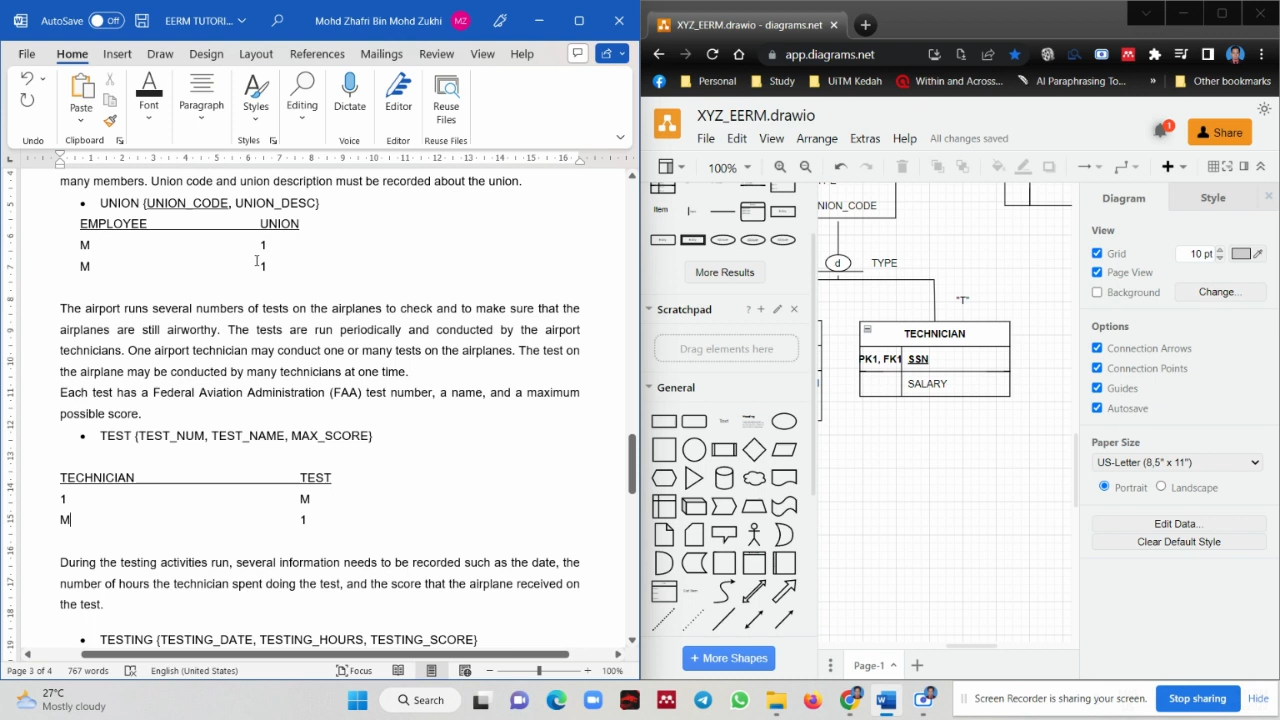 AutoSave Off EERM TUTORI... Mohd Zhafri Bin Mohd Zukhi MZ
File Home Insert Draw Design Layout References Mailings Review View Help
Paste Font Paragraph Styles Editing Dictate Editor Reuse Files
Undo Clipboard Styles Voice Editor Reuse Files
many members. Union code and union description must be recorded about the union.
• UNION {UNION_CODE, UNION_DESC}
EMPLOYEE UNION
M 1
M 1
The airport runs several numbers of tests on the airplanes to check and to make sure that the
airplanes are still airworthy. The tests are run periodically and conducted by the airport
technicians. One airport technician may conduct one or many tests on the airplanes. The test on
the airplane may be conducted by many technicians at one time.
Each test has a Federal Aviation Administration (FAA) test number, a name, and a maximum
possible score.
• TEST {TEST_NUM, TEST_NAME, MAX_SCORE}
TECHNICIAN TEST
1 M
M 1
During the testing activities run, several information needs to be recorded such as the date, the
number of hours the technician spent doing the test, and the score that the airplane received on
the test.
• TESTING {TESTING_DATE, TESTING_HOURS, TESTING_SCORE}
Page 3 of 4 767 words English (United States) Focus 100%
XYZ_EERM.drawio - diagrams.net
app.diagrams.net
Personal Study UiTM Kedah Within and Across... AI Paraphrasing To... » Other bookmarks
XYZ_EERM.drawio
File Edit View Arrange Extras Help All changes saved 1 Share
100%
Item
More Results
Scratchpad
Drag elements here
General
+ More Shapes
NION_CODE
d TYPE
"T"
TECHNICIAN
PK1, FK1 SSN
SALARY
Page-1
Diagram Style
View
Grid 10 pt
Page View
Background Change...
Options
Connection Arrows
Connection Points
Guides
Autosave
Paper Size
US-Letter (8,5" x 11")
Portrait Landscape
Edit Data...
Clear Default Style
27°C
Mostly cloudy
Search
Screen Recorder is sharing your screen. Stop sharing Hide